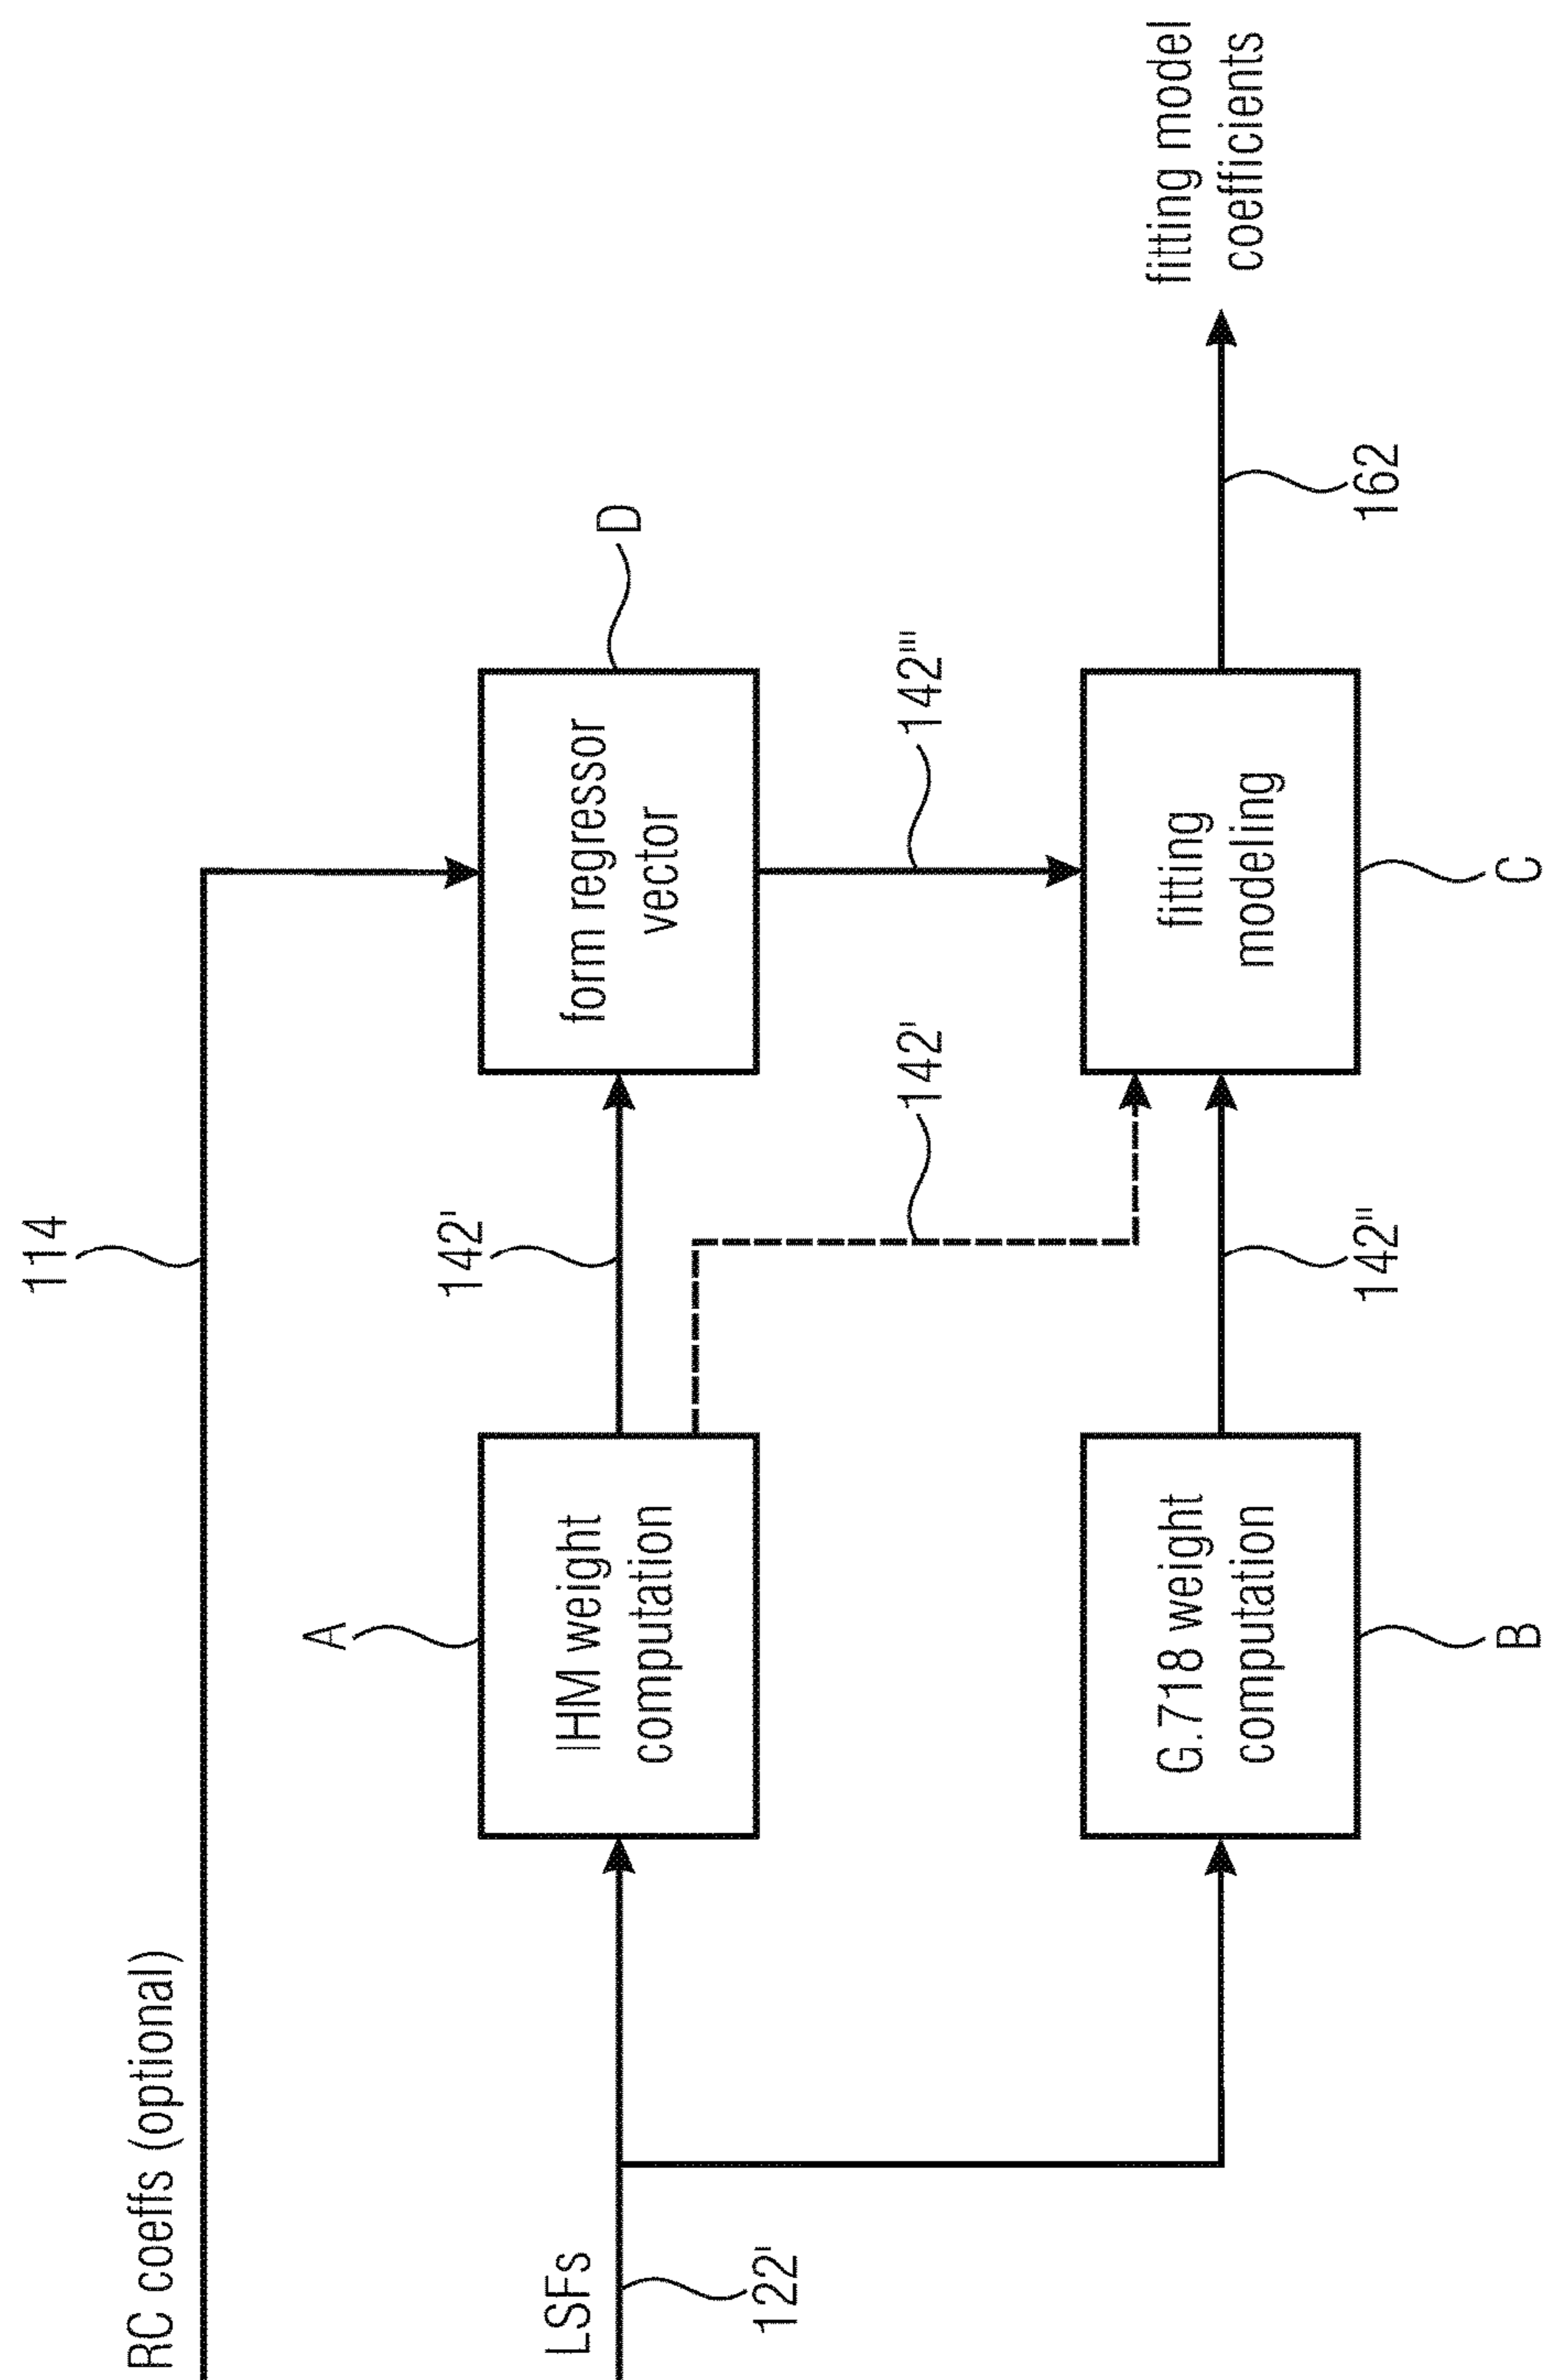 RC coeffs (optional)
114
LSFs
122'
A
IHM weight
computation
142'
form regressor
vector
D
142'
142'''
G.718 weight
computation
B
142''
fitting
modeling
C
162
fitting model
coefficients